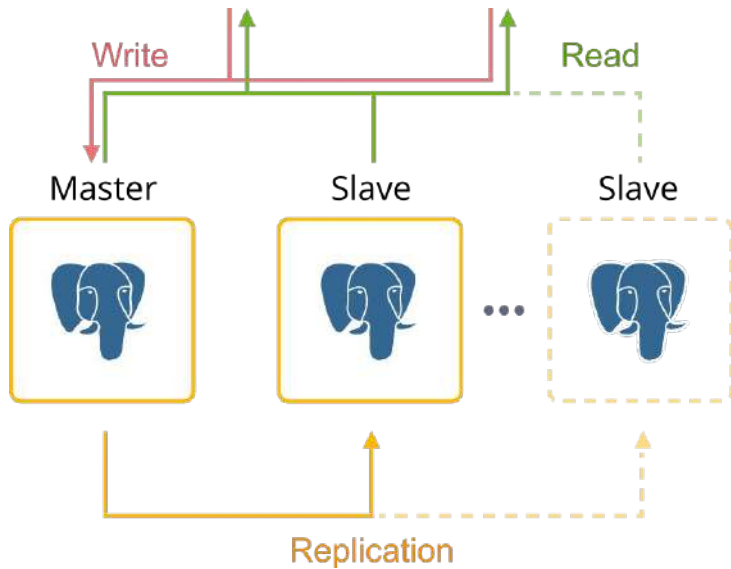 Write
Read
Master
Slave
Slave
Replication